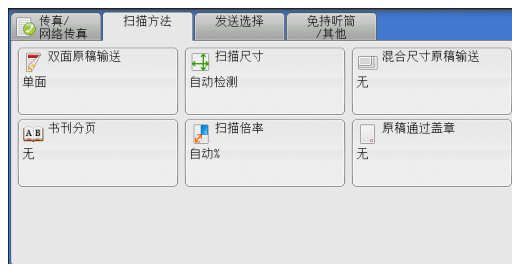 传真/
网络传真
扫描方法
发送选择
免持听筒
/其他
双面原稿输送
单面
扫描尺寸
自动检测
混合尺寸原稿输送
无
A B 书刊分页
无
扫描倍率
自动%
原稿通过盖章
无